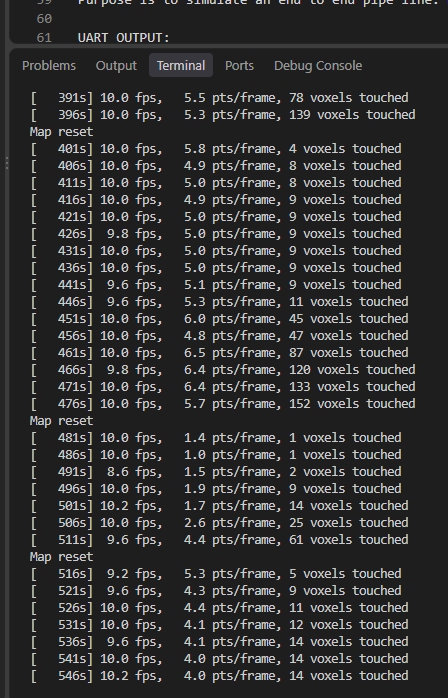 59 Purpose is to simulate an end to end pipe line.
60
61 UART OUTPUT:
Problems Output Terminal Ports Debug Console
[   391s] 10.0 fps,   5.5 pts/frame, 78 voxels touched
[   396s] 10.0 fps,   5.3 pts/frame, 139 voxels touched
Map reset
[   401s] 10.0 fps,   5.8 pts/frame, 4 voxels touched
[   406s] 10.0 fps,   4.9 pts/frame, 8 voxels touched
[   411s] 10.0 fps,   5.0 pts/frame, 8 voxels touched
[   416s] 10.0 fps,   4.9 pts/frame, 9 voxels touched
[   421s] 10.0 fps,   5.0 pts/frame, 9 voxels touched
[   426s]  9.8 fps,   5.0 pts/frame, 9 voxels touched
[   431s] 10.0 fps,   5.0 pts/frame, 9 voxels touched
[   436s] 10.0 fps,   5.0 pts/frame, 9 voxels touched
[   441s]  9.6 fps,   5.1 pts/frame, 9 voxels touched
[   446s]  9.6 fps,   5.3 pts/frame, 11 voxels touched
[   451s] 10.0 fps,   6.0 pts/frame, 45 voxels touched
[   456s] 10.0 fps,   4.8 pts/frame, 47 voxels touched
[   461s] 10.0 fps,   6.5 pts/frame, 87 voxels touched
[   466s]  9.8 fps,   6.4 pts/frame, 120 voxels touched
[   471s] 10.0 fps,   6.4 pts/frame, 133 voxels touched
[   476s] 10.0 fps,   5.7 pts/frame, 152 voxels touched
Map reset
[   481s] 10.0 fps,   1.4 pts/frame, 1 voxels touched
[   486s] 10.0 fps,   1.0 pts/frame, 1 voxels touched
[   491s]  8.6 fps,   1.5 pts/frame, 2 voxels touched
[   496s] 10.0 fps,   1.9 pts/frame, 9 voxels touched
[   501s] 10.2 fps,   1.7 pts/frame, 14 voxels touched
[   506s] 10.0 fps,   2.6 pts/frame, 25 voxels touched
[   511s]  9.6 fps,   4.4 pts/frame, 61 voxels touched
Map reset
[   516s]  9.2 fps,   5.3 pts/frame, 5 voxels touched
[   521s]  9.6 fps,   4.3 pts/frame, 9 voxels touched
[   526s] 10.0 fps,   4.4 pts/frame, 11 voxels touched
[   531s] 10.0 fps,   4.1 pts/frame, 12 voxels touched
[   536s]  9.6 fps,   4.1 pts/frame, 14 voxels touched
[   541s] 10.0 fps,   4.0 pts/frame, 14 voxels touched
[   546s] 10.2 fps,   4.0 pts/frame, 14 voxels touched